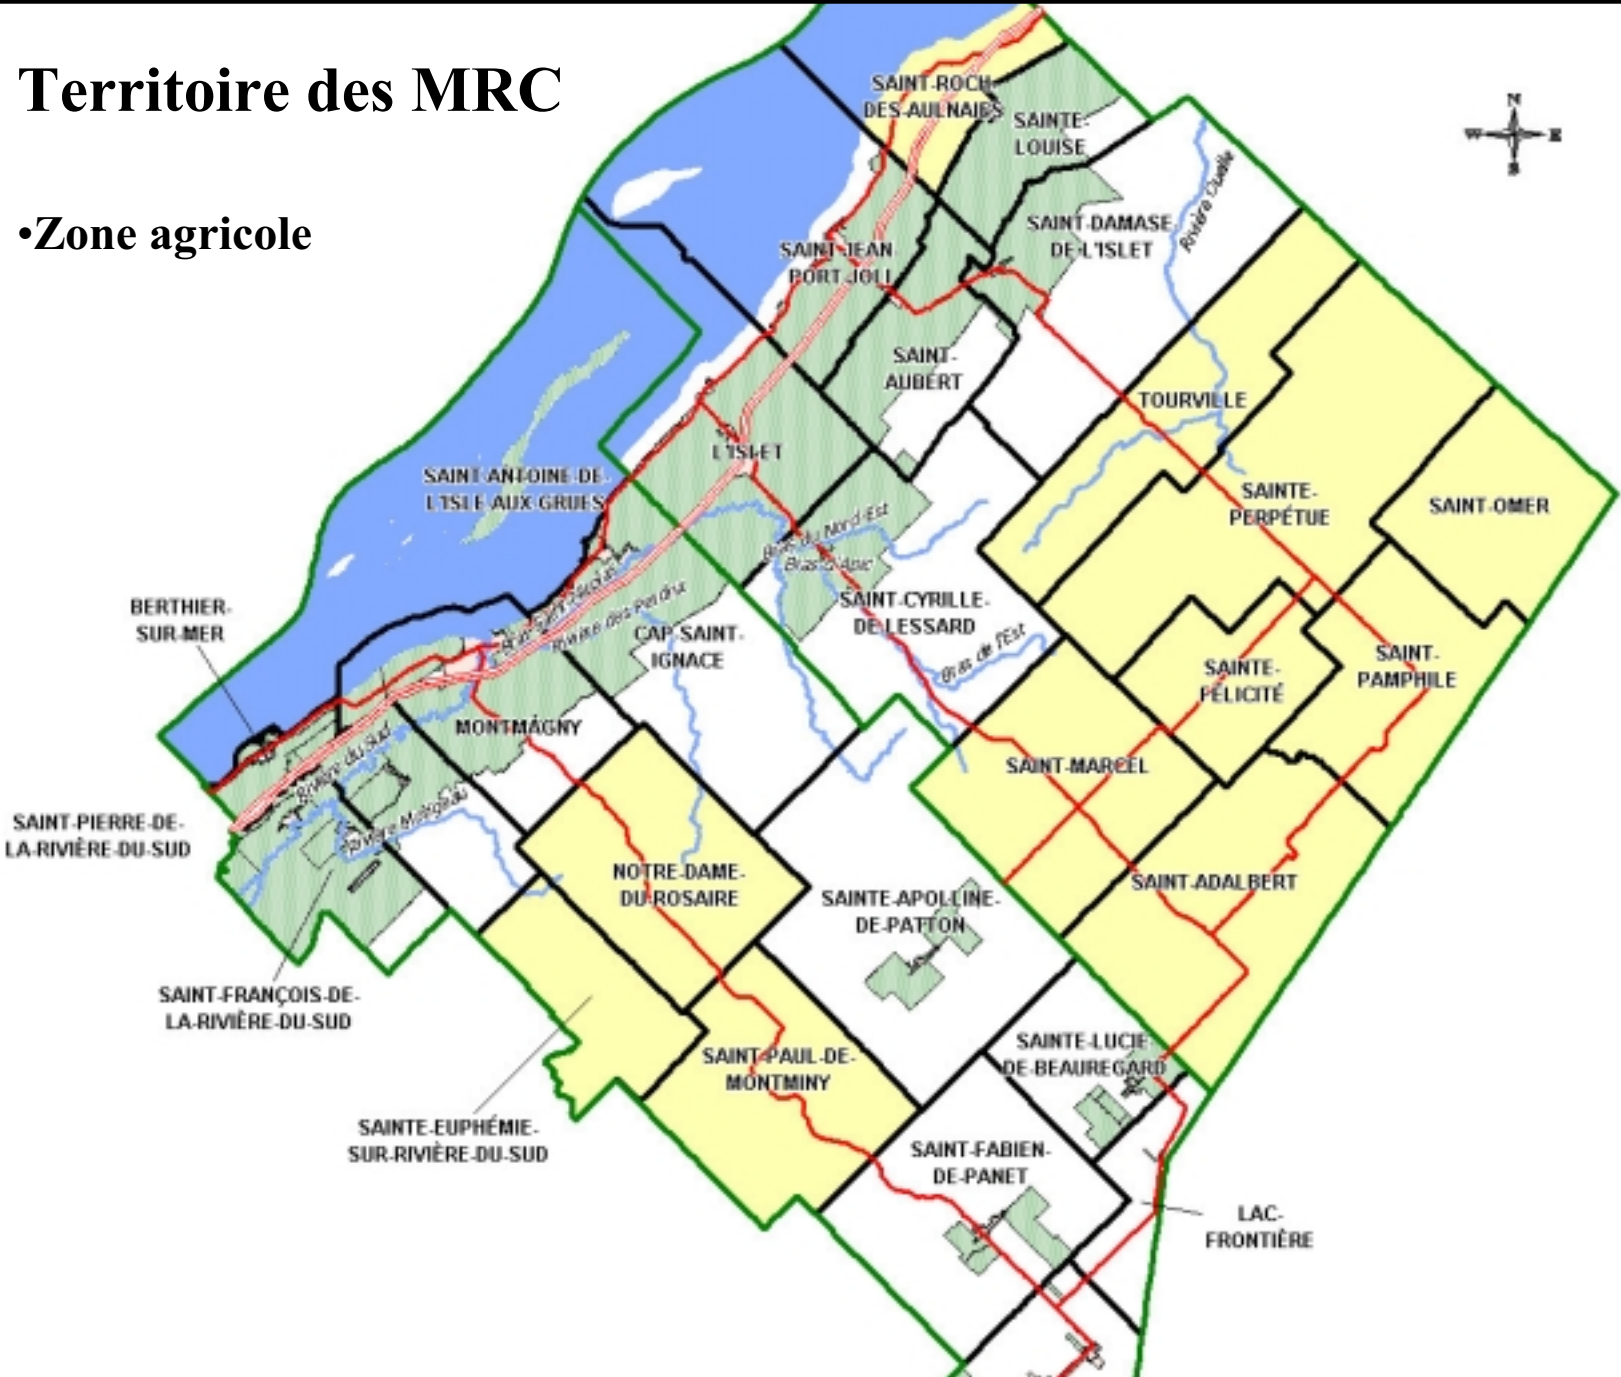 Territoire des MRC
•Zone agricole
N
W
E
S
SAINT-ROCH-
DES-AULNAIES
SAINTE-
LOUISE
Rivière Ouelle
SAINT-DAMASE-
DE-L'ISLET
SAINT-JEAN-
PORT-JOLI
SAINT-
AUBERT
TOURVILLE
L'ISLET
SAINT-ANTOINE-DE-
L'ISLE-AUX-GRUES
SAINTE-
PERPÉTUE
SAINT-OMER
Bras du Nord-Est
Bras d'Apic
Bras Saint-Nicolas
Rivière des Perdrix
BERTHIER-
SUR-MER
SAINT-CYRILLE-
DE-LESSARD
CAP-SAINT-
IGNACE
Bras de l'Est
SAINTE-
FÉLICITÉ
SAINT-
PAMPHILE
MONTMAGNY
Rivière du Sud
SAINT-MARCEL
SAINT-PIERRE-DE-
LA-RIVIÈRE-DU-SUD
Rivière Morigeau
NOTRE-DAME-
DU-ROSAIRE
SAINT-ADALBERT
SAINTE-APOLLINE-
DE-PATTON
SAINT-FRANÇOIS-DE-
LA-RIVIÈRE-DU-SUD
SAINTE-LUCIE-
DE-BEAUREGARD
SAINT-PAUL-DE-
MONTMINY
SAINTE-EUPHÉMIE-
SUR-RIVIÈRE-DU-SUD
SAINT-FABIEN-
DE-PANET
LAC-
FRONTIÈRE